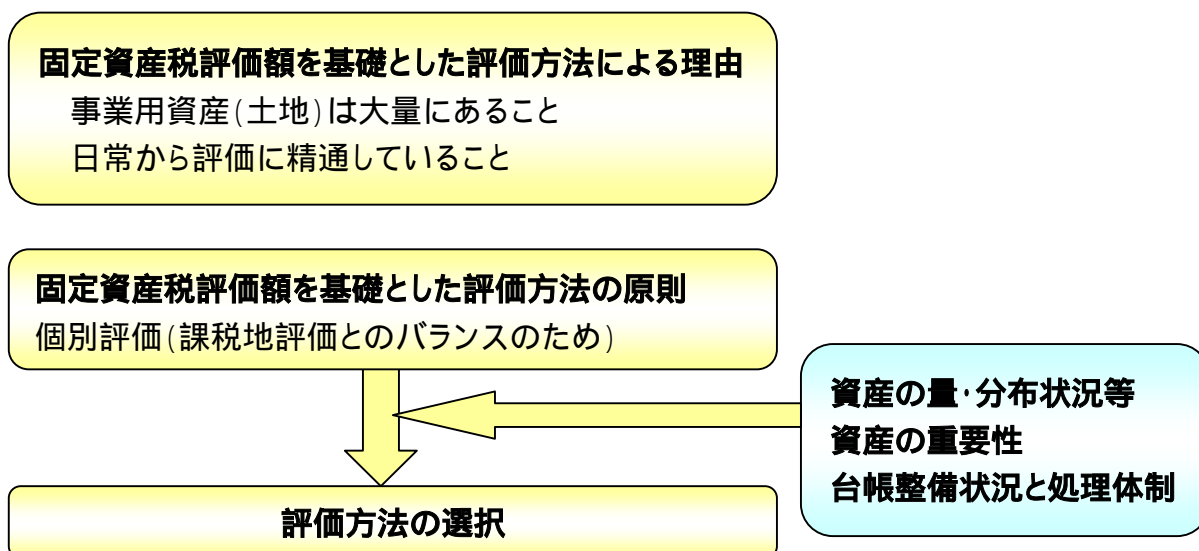 固定資産税評価額を基礎とした評価方法による理由
事業用資産(土地)は大量にあること
日常から評価に精通していること
固定資産税評価額を基礎とした評価方法の原則
個別評価(課税地評価とのバランスのため)
資産の量・分布状況等
資産の重要性
台帳整備状況と処理体制
評価方法の選択